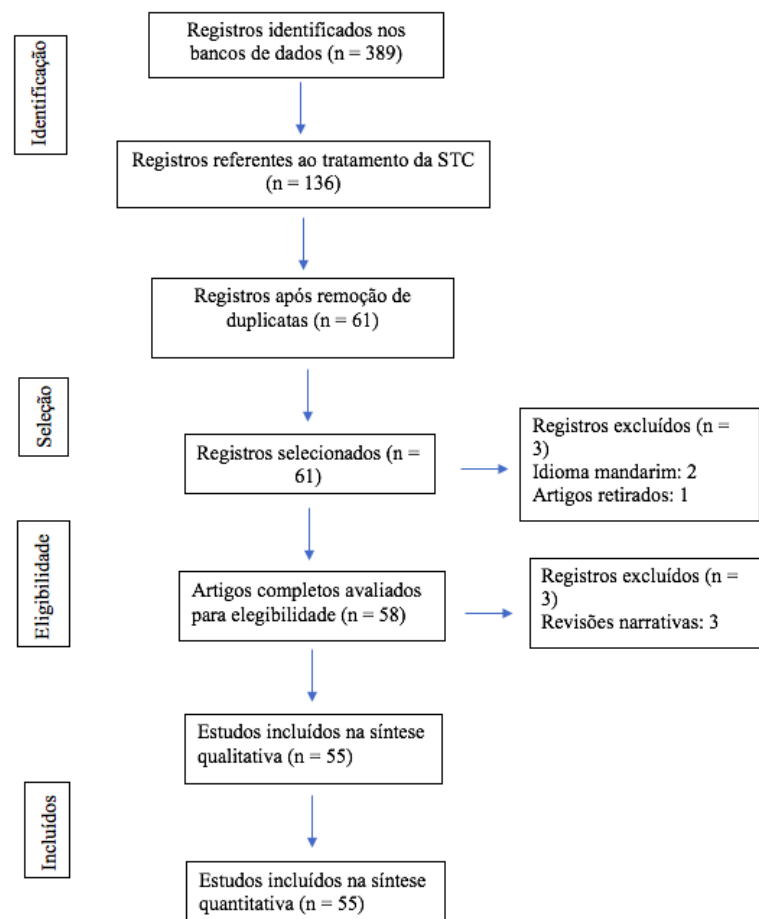 Identificação
Registros identificados nos
bancos de dados (n = 389)
Registros referentes ao tratamento da STC
(n = 136)
Registros após remoção de
duplicatas (n = 61)
Seleção
Registros selecionados (n =
61)
Registros excluídos (n =
3)
Idioma mandarim: 2
Artigos retirados: 1
Eligibilidade
Artigos completos avaliados
para elegibilidade (n = 58)
Registros excluídos (n =
3)
Revisões narrativas: 3
Estudos incluídos na síntese
qualitativa (n = 55)
Incluídos
Estudos incluídos na síntese
quantitativa (n = 55)